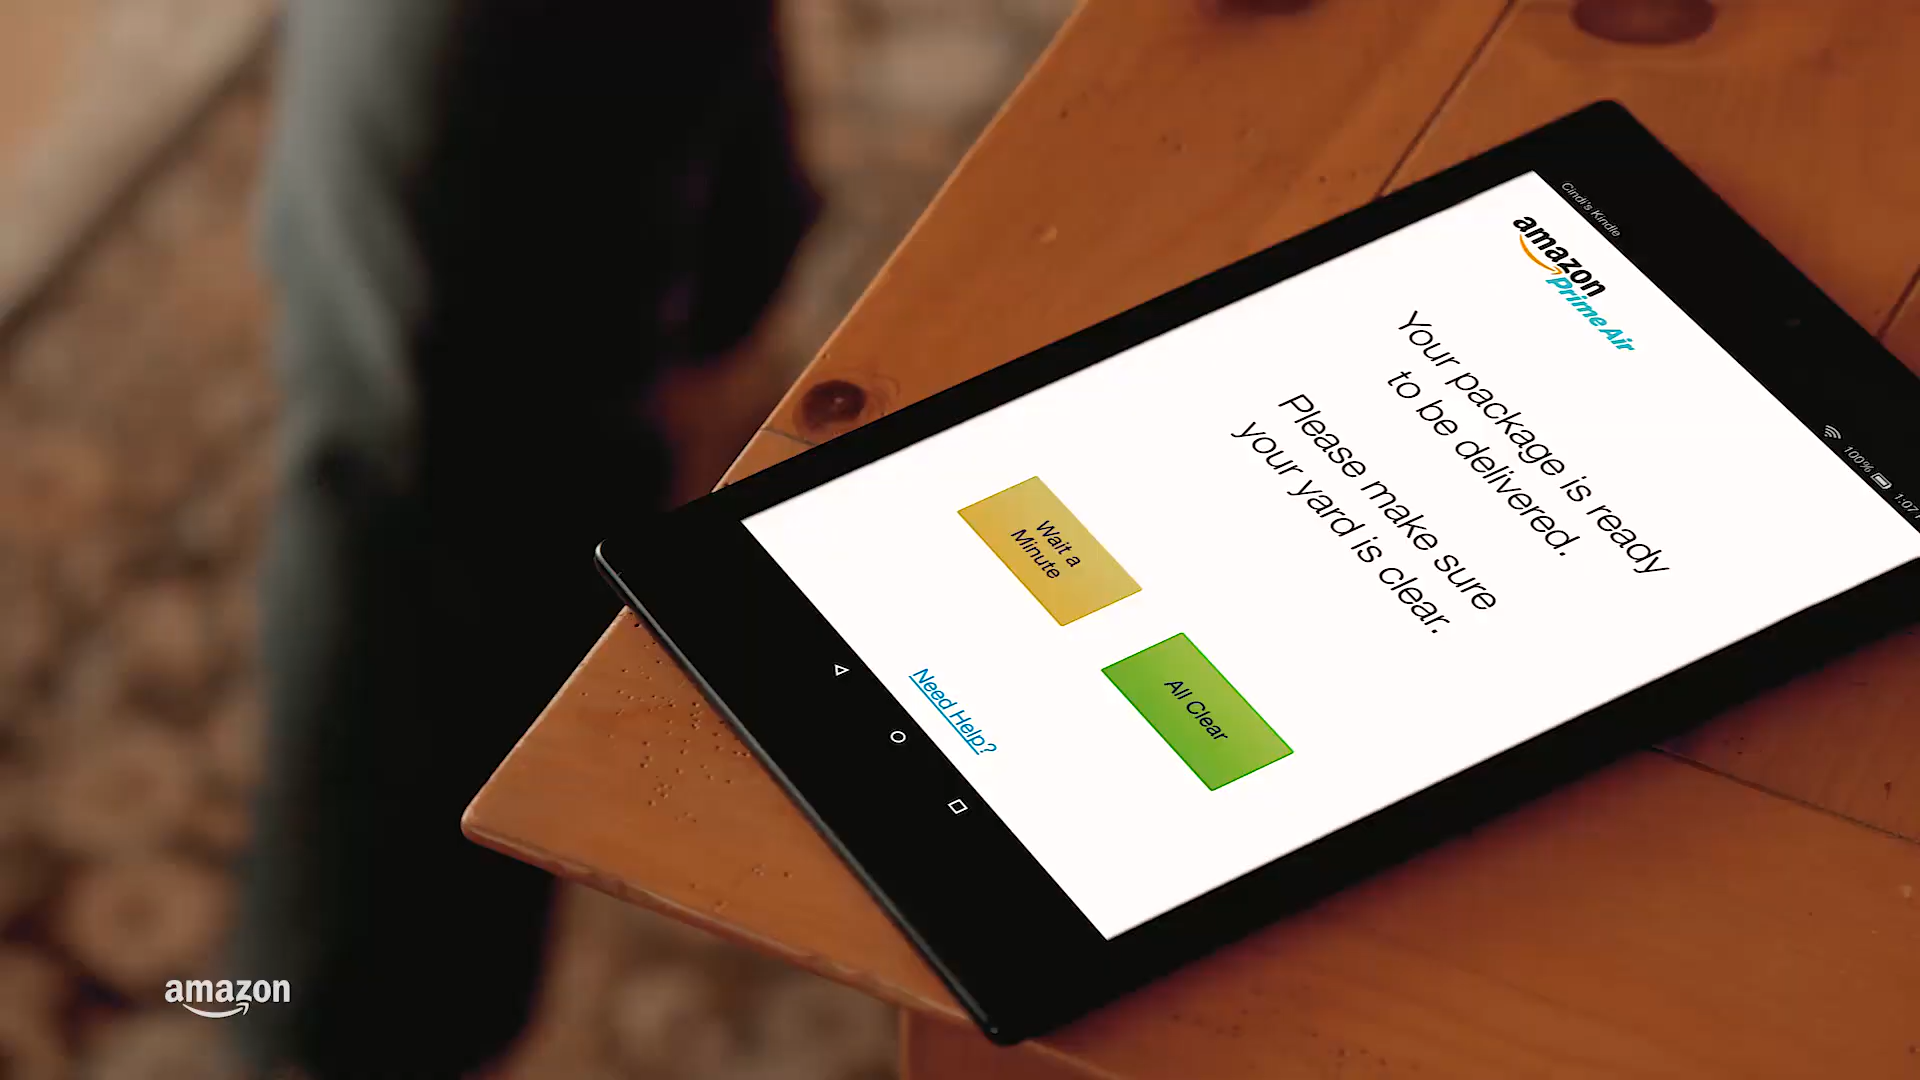 Cindi's Kindle
100%
amazon
PrimeAir
Your package is ready
to be delivered.
Please make sure
your yard is clear.
Wait a
Minute
All Clear
Need Help?
amazon